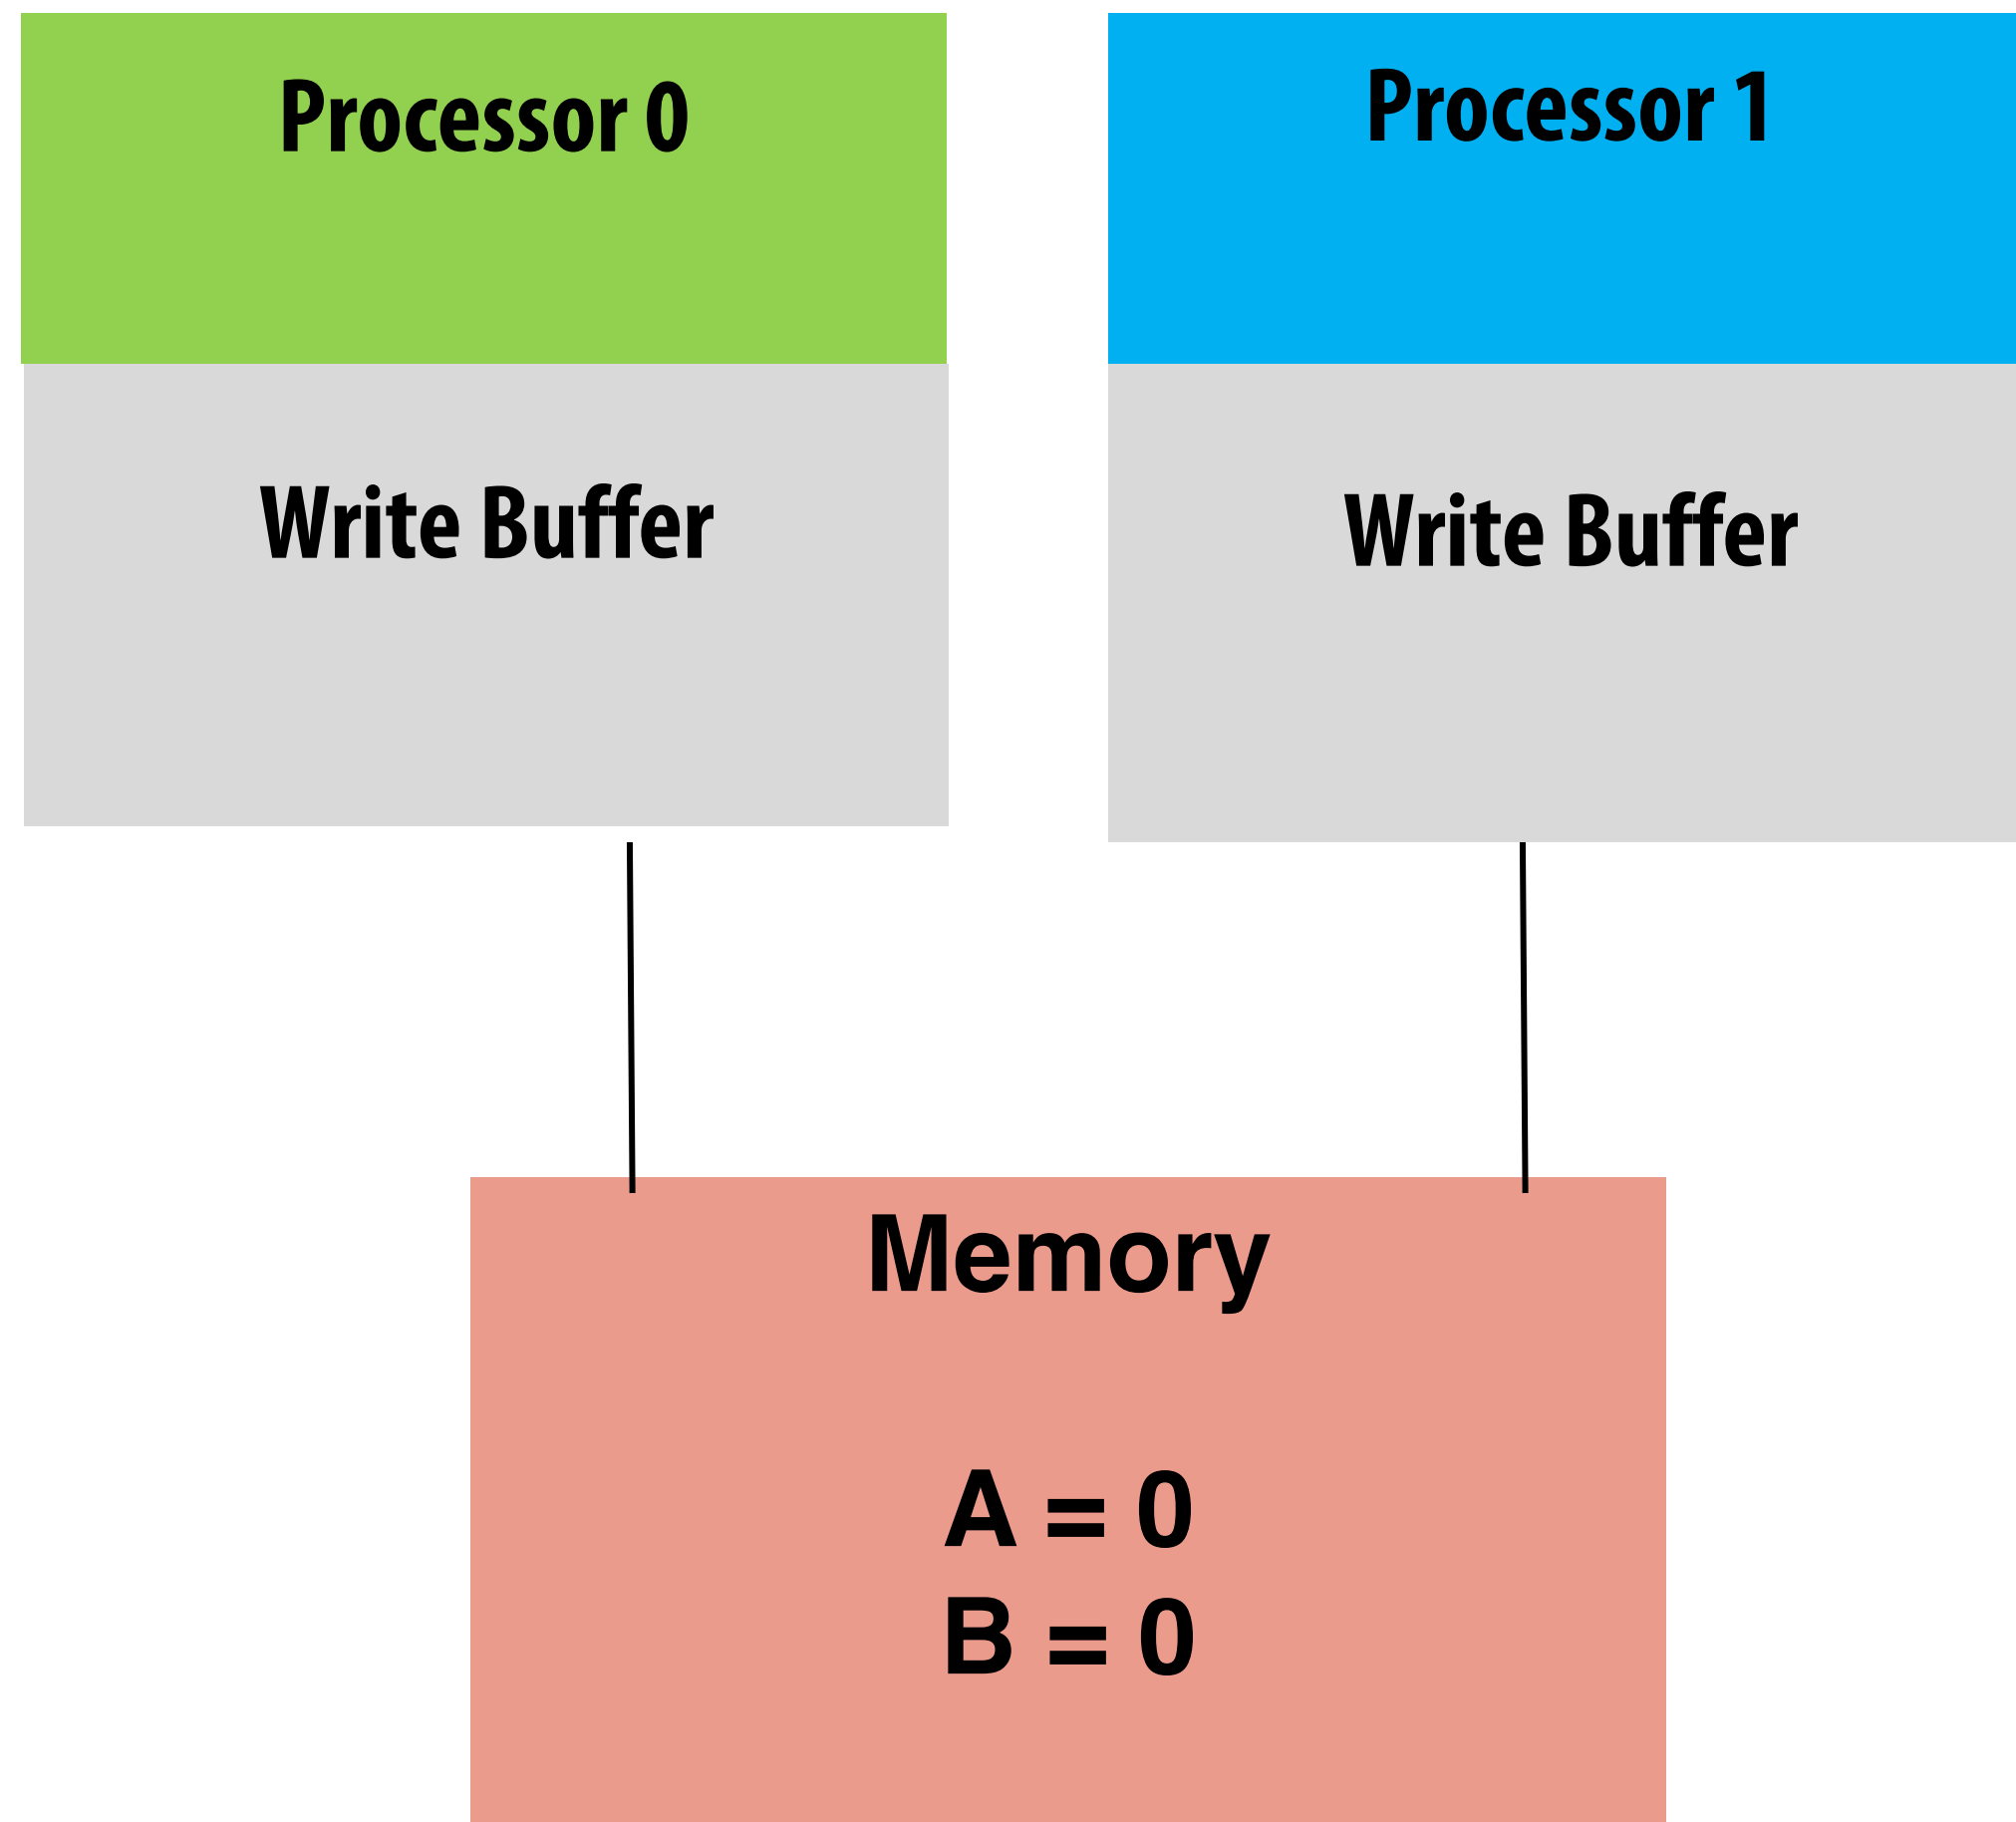 Processor 0
Processor 1
Write Buffer
Write Buffer
Memory
A = 0
B = 0